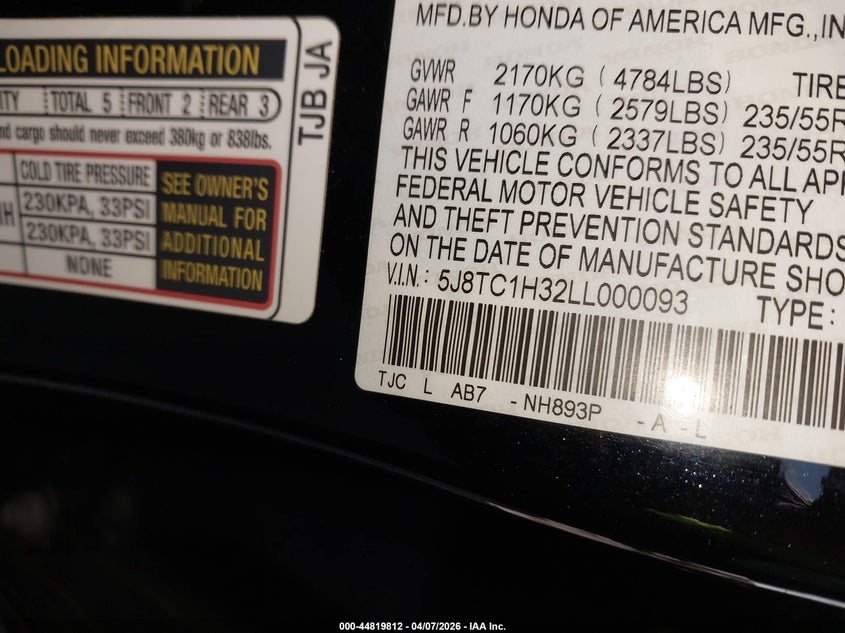 LOADING INFORMATION
TOTAL 5 FRONT 2 REAR 3
and cargo should never exceed 380kg or 838lbs.
COLD TIRE PRESSURE
230KPA, 33PSI
230KPA, 33PSI
NONE
SEE OWNER'S
MANUAL FOR
ADDITIONAL
INFORMATION
TJB JA
MFD.BY HONDA OF AMERICA MFG.,IN
GVWR 2170KG (4784LBS) TIRE
GAWR F 1170KG (2579LBS) 235/55R
GAWR R 1060KG (2337LBS) 235/55R
THIS VEHICLE CONFORMS TO ALL APP
FEDERAL MOTOR VEHICLE SAFETY
AND THEFT PREVENTION STANDARDS
ON THE DATE OF MANUFACTURE SHO
V.I.N.: 5J8TC1H32LL000093 TYPE:
TJC L AB7 - NH893P - A - L
000-44819812 - 04/07/2026 - IAA Inc.